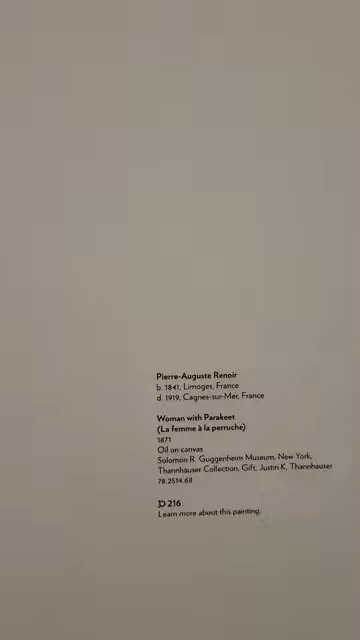 Pierre-Auguste Renoir
b. 1841, Limoges, France
d. 1919, Cagnes-sur-Mer, France
Woman with Parakeet
(La femme à la perruche)
1871
Oil on canvas
Solomon R. Guggenheim Museum, New York,
Thannhauser Collection, Gift, Justin K. Thannhauser
78.2514.68
216
Learn more about this painting.